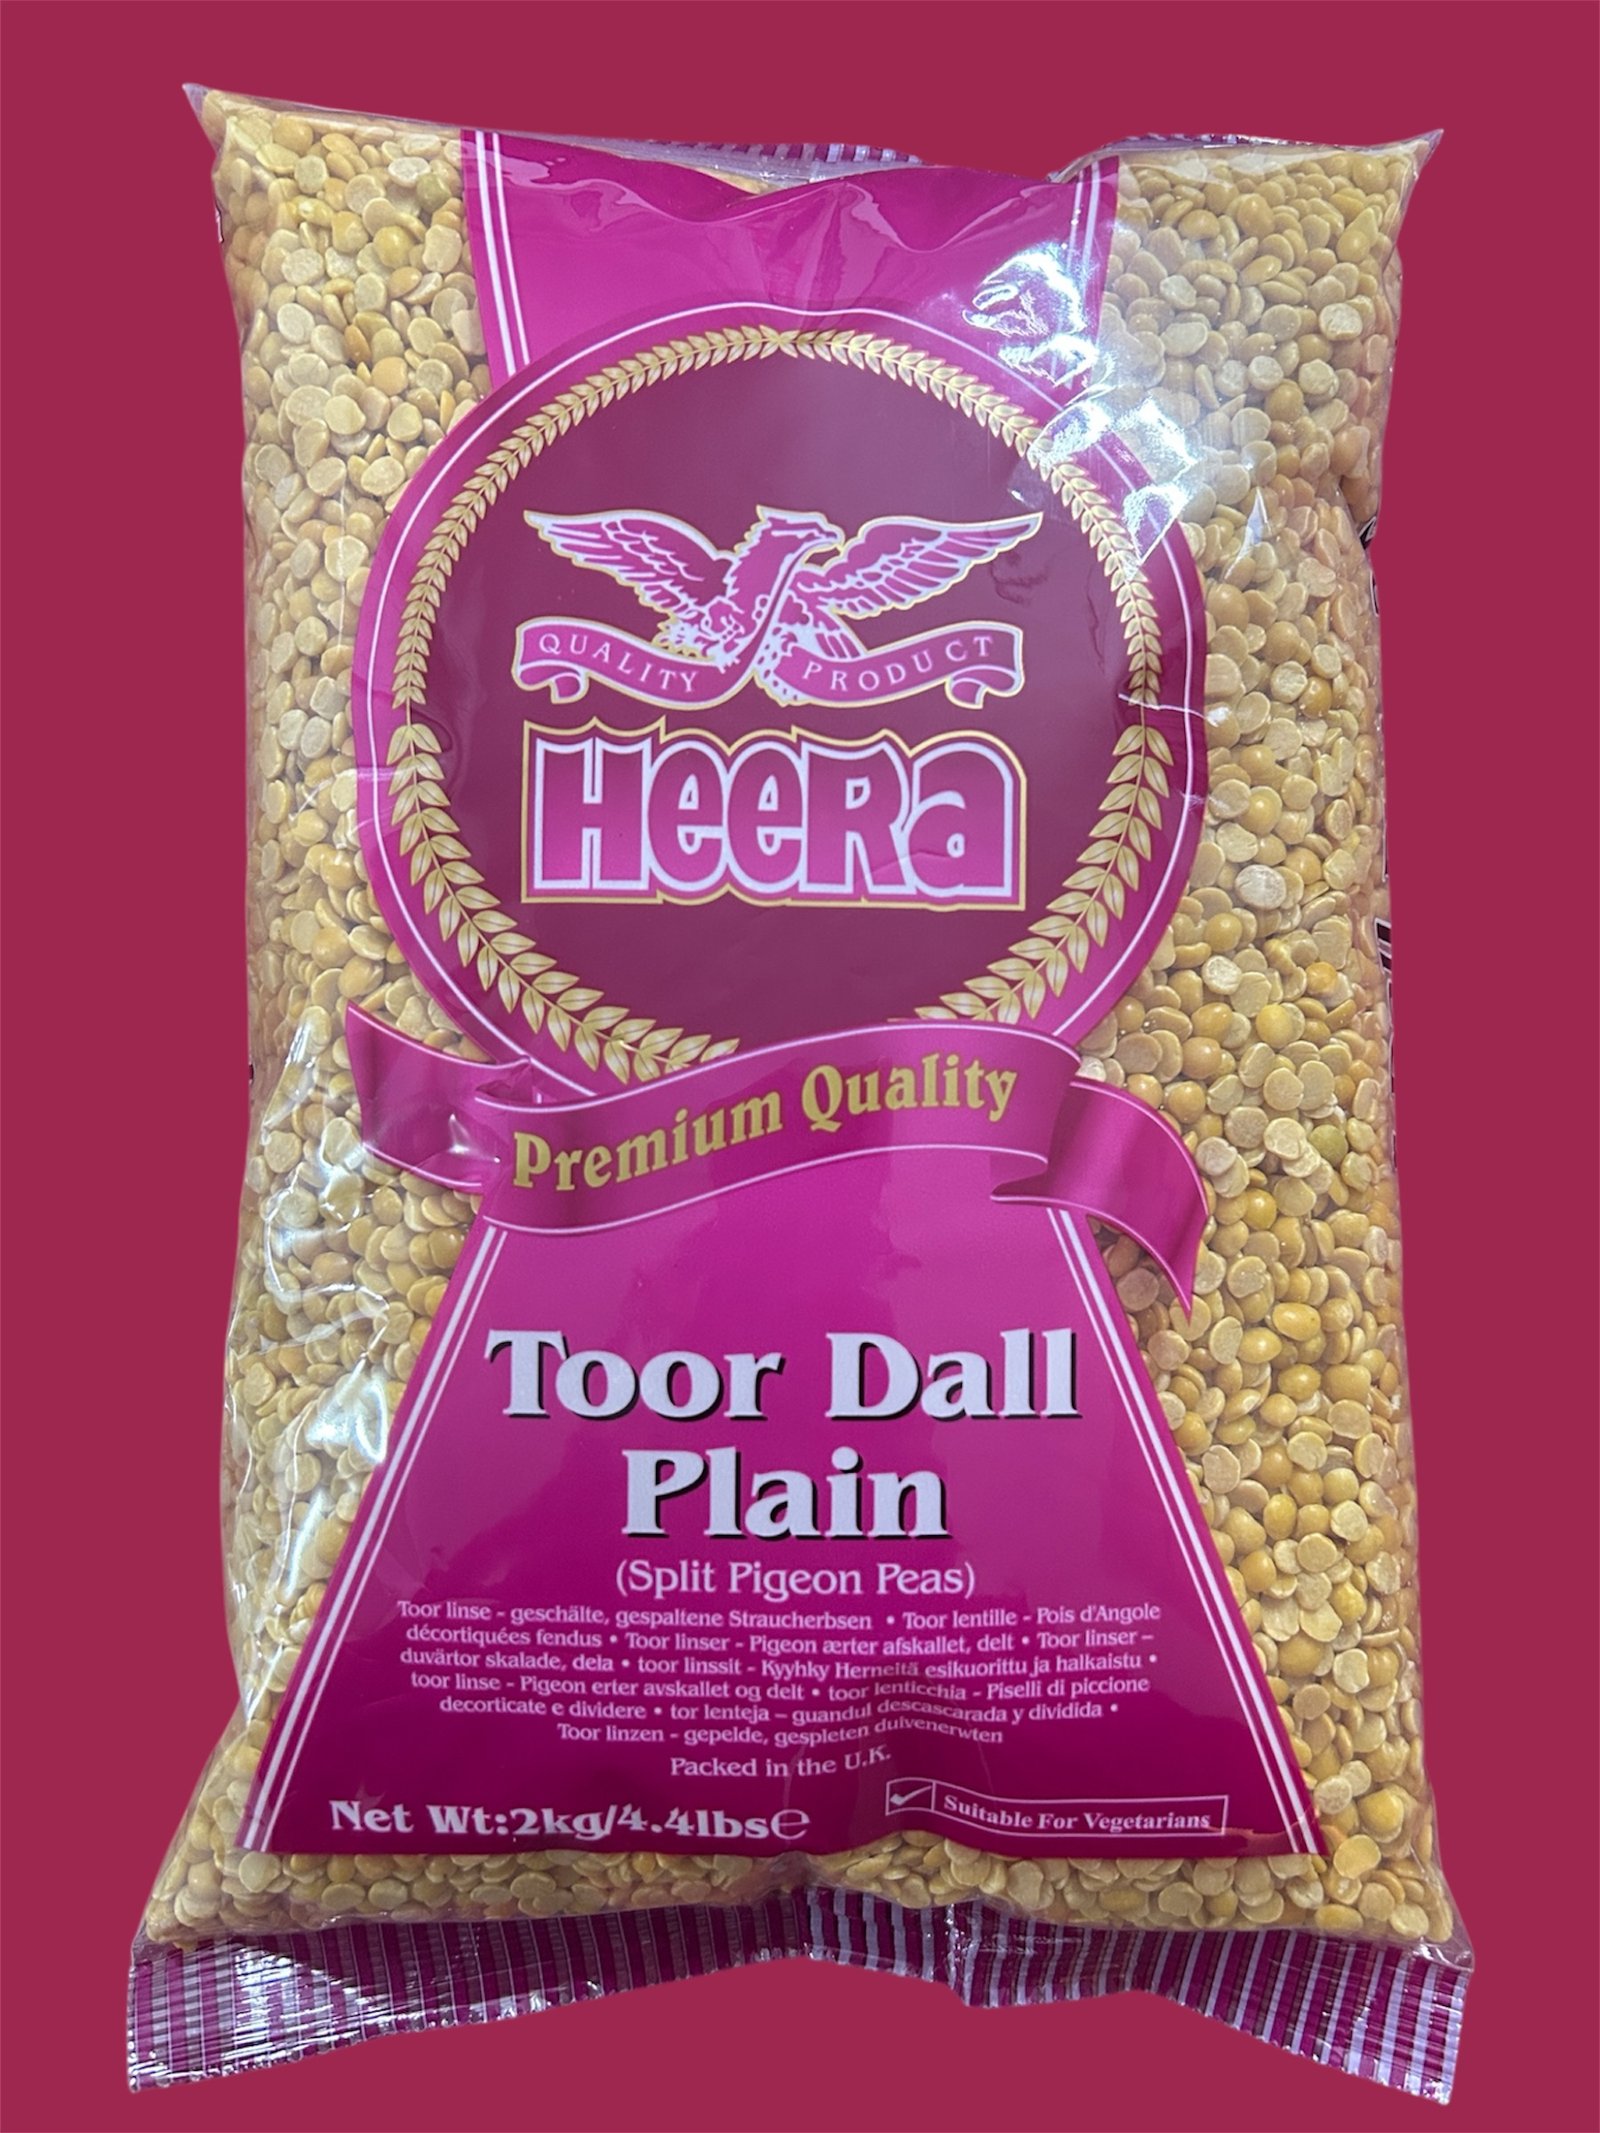 QUALITY PRODUCT
HEERA
Premium Quality
Toor Dall
Plain
(Split Pigeon Peas)
Toor linse - geschälte, gespaltene Straucherbsen • Toor lentille - Pois d'Angole
décortiquées fendus • Toor linser - Pigeon ærter afskallet, delt • Toor linser –
duvärtor skalade, dela • toor linssit - Kyyhky Herneitä esikuorittu ja halkaistu •
toor linse - Pigeon erter avskallet og delt • toor lenticchia - Piselli di piccione
decorticate e dividere • tor lenteja – guandul descascarada y dividida •
Toor linzen - gepelde, gespleten duivenerwten
Packed in the U.K.
Net Wt:2kg/4.4lbs℮
Suitable For Vegetarians